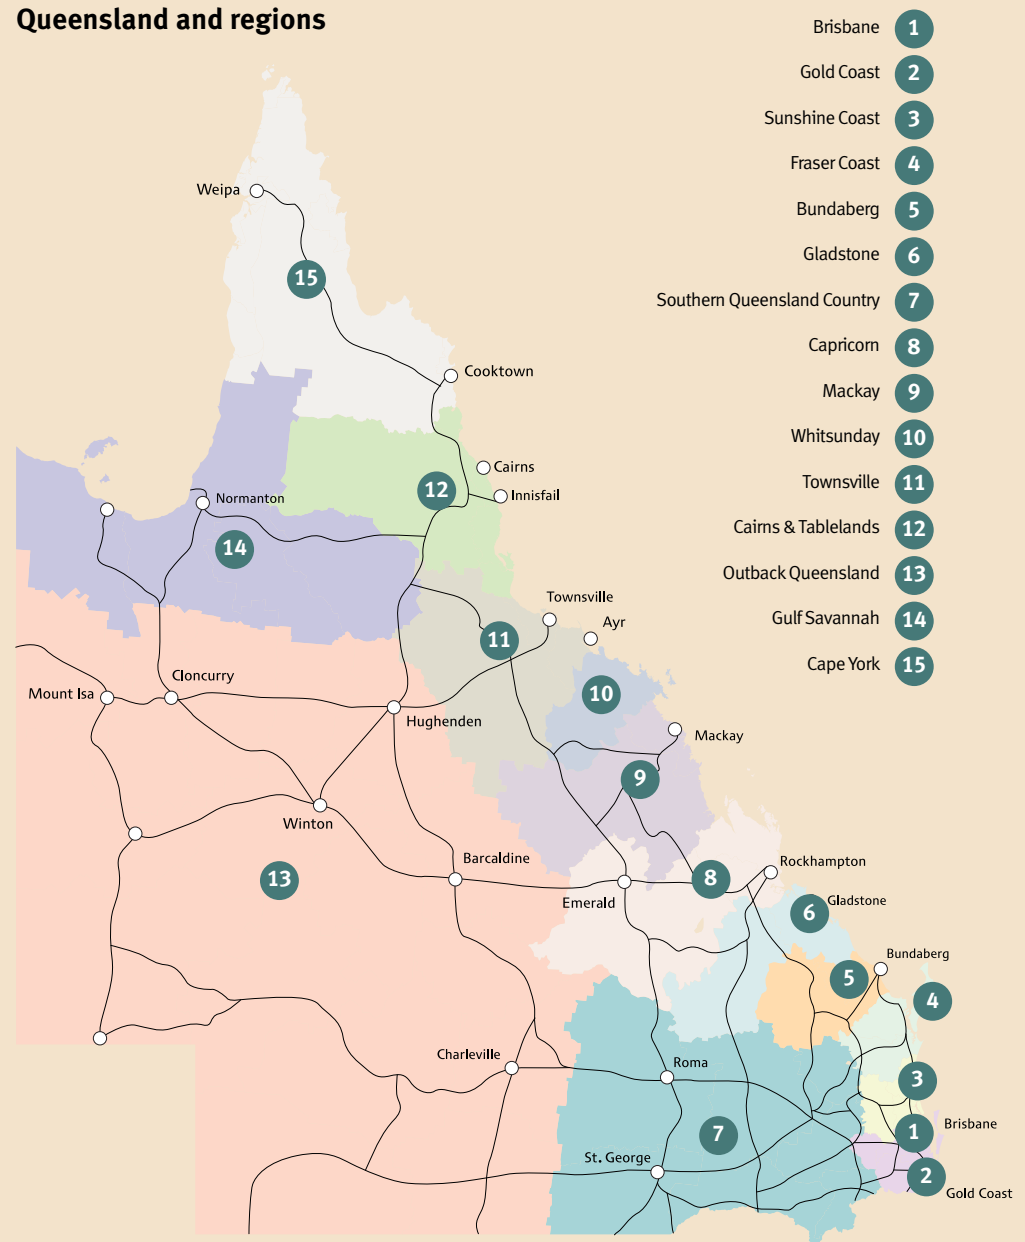 Queensland and regions
Brisbane 1
Gold Coast 2
Sunshine Coast 3
Fraser Coast 4
Bundaberg 5
Gladstone 6
Southern Queensland Country 7
Capricorn 8
Mackay 9
Whitsunday 10
Townsville 11
Cairns & Tablelands 12
Outback Queensland 13
Gulf Savannah 14
Cape York 15
Weipa
15
Cooktown
Cairns
12
Innisfail
Normanton
14
Townsville
Ayr
11
Cloncurry
Mount Isa
10
Hughenden
Mackay
9
Winton
Barcaldine
Rockhampton
13
8
Emerald
6
Gladstone
Bundaberg
5
4
Charleville
Roma
3
Brisbane
7
1
St. George
2
Gold Coast